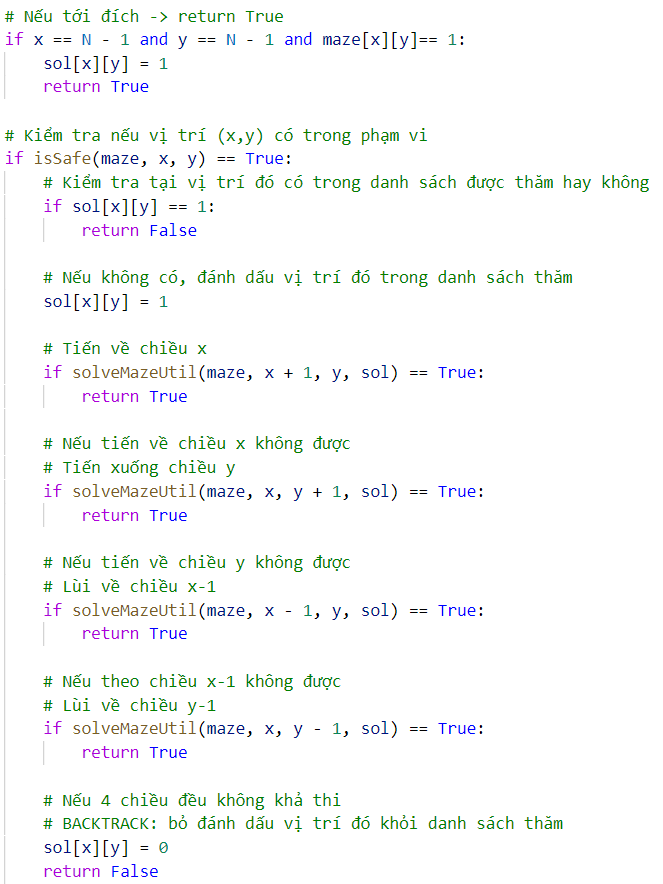 # Nếu tới đích -> return True
if x == N - 1 and y == N - 1 and maze[x][y]== 1:
    sol[x][y] = 1
    return True

# Kiểm tra nếu vị trí (x,y) có trong phạm vi
if isSafe(maze, x, y) == True:
    # Kiểm tra tại vị trí đó có trong danh sách được thăm hay không
    if sol[x][y] == 1:
        return False

    # Nếu không có, đánh dấu vị trí đó trong danh sách thăm
    sol[x][y] = 1

    # Tiến về chiều x
    if solveMazeUtil(maze, x + 1, y, sol) == True:
        return True

    # Nếu tiến về chiều x không được
    # Tiến xuống chiều y
    if solveMazeUtil(maze, x, y + 1, sol) == True:
        return True

    # Nếu tiến về chiều y không được
    # Lùi về chiều x-1
    if solveMazeUtil(maze, x - 1, y, sol) == True:
        return True

    # Nếu theo chiều x-1 không được
    # Lùi về chiều y-1
    if solveMazeUtil(maze, x, y - 1, sol) == True:
        return True

    # Nếu 4 chiều đều không khả thi
    # BACKTRACK: bỏ đánh dấu vị trí đó khỏi danh sách thăm
    sol[x][y] = 0
    return False